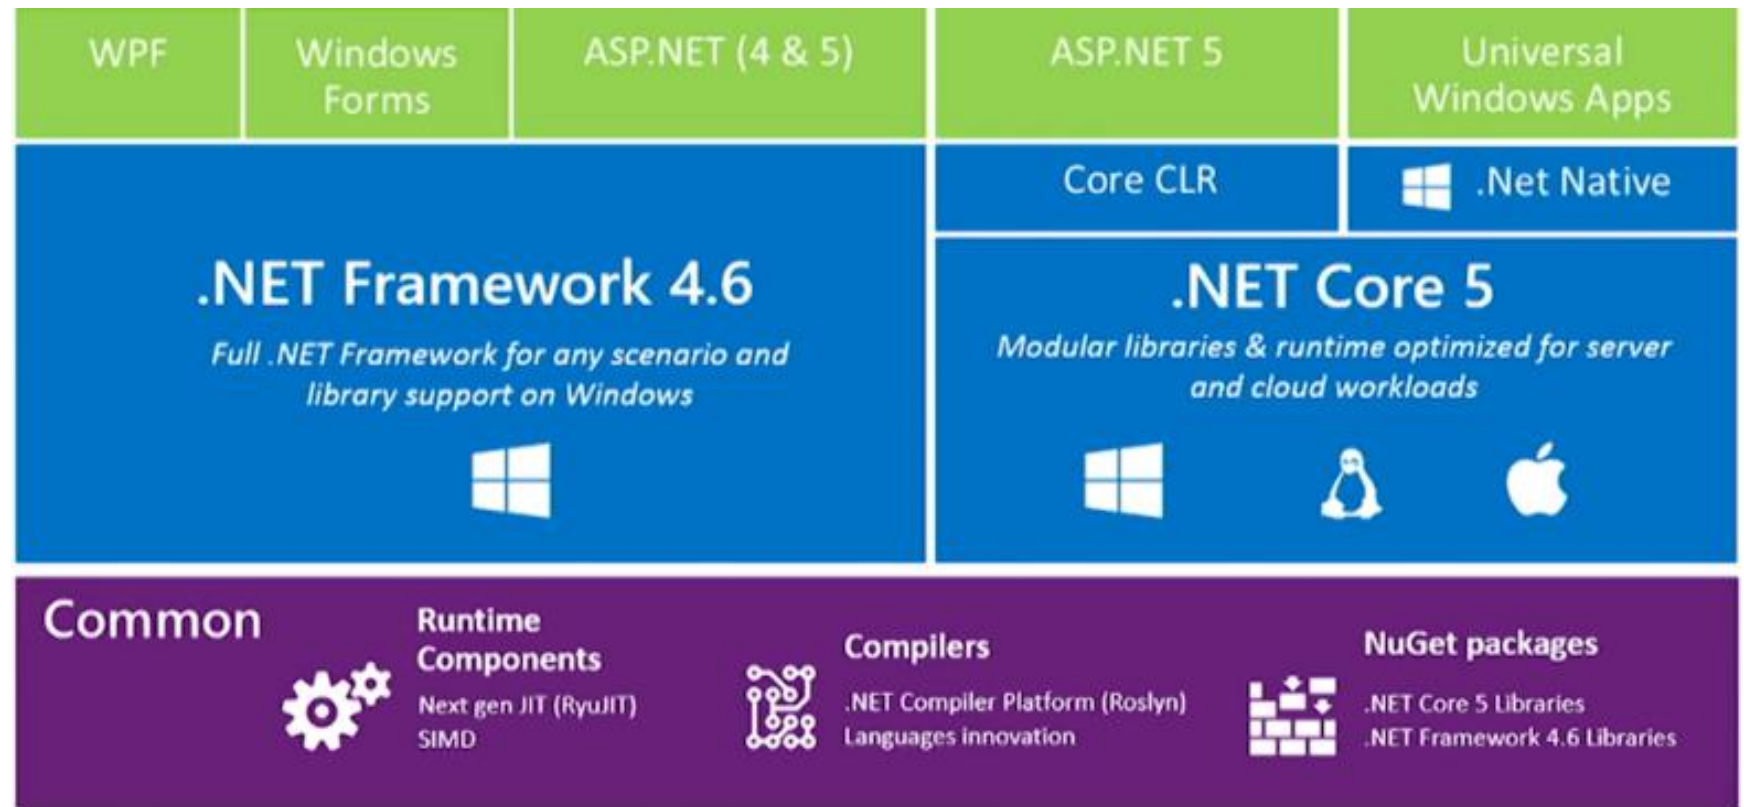 WPF
Windows
Forms
ASP.NET (4 & 5)
ASP.NET 5
Universal
Windows Apps
Core CLR
.Net Native
.NET Framework 4.6
Full .NET Framework for any scenario and
library support on Windows
.NET Core 5
Modular libraries & runtime optimized for server
and cloud workloads
Common
Runtime
Components
Next gen JIT (RyuJIT)
SIMD
Compilers
.NET Compiler Platform (Roslyn)
Languages innovation
NuGet packages
.NET Core 5 Libraries
.NET Framework 4.6 Libraries